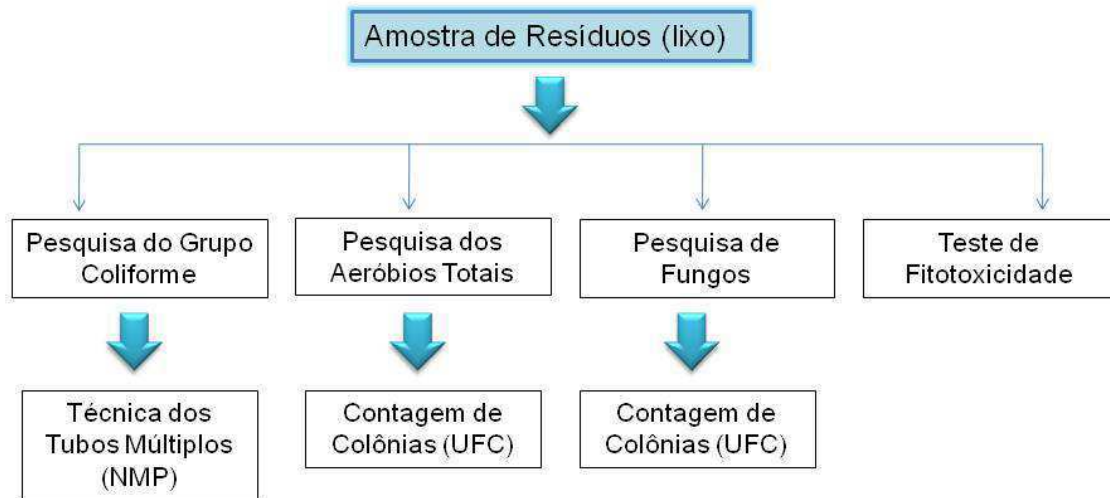 Amostra de Resíduos (lixo)
Pesquisa do Grupo
Coliforme
Pesquisa dos
Aeróbios Totais
Pesquisa de
Fungos
Teste de
Fitotoxicidade
Técnica dos
Tubos Múltiplos
(NMP)
Contagem de
Colônias (UFC)
Contagem de
Colônias (UFC)